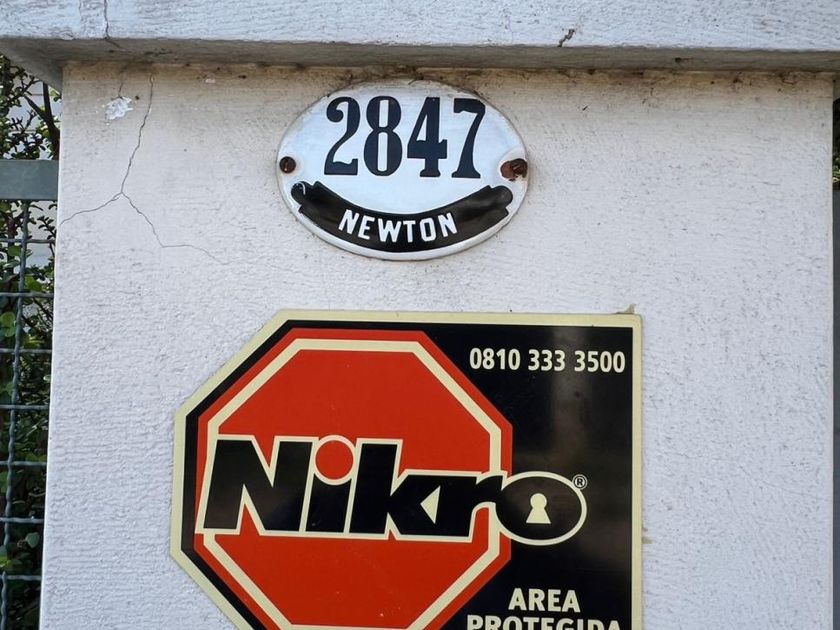 2847
NEWTON
0810 333 3500
Nikro®
AREA
PROTEGIDA